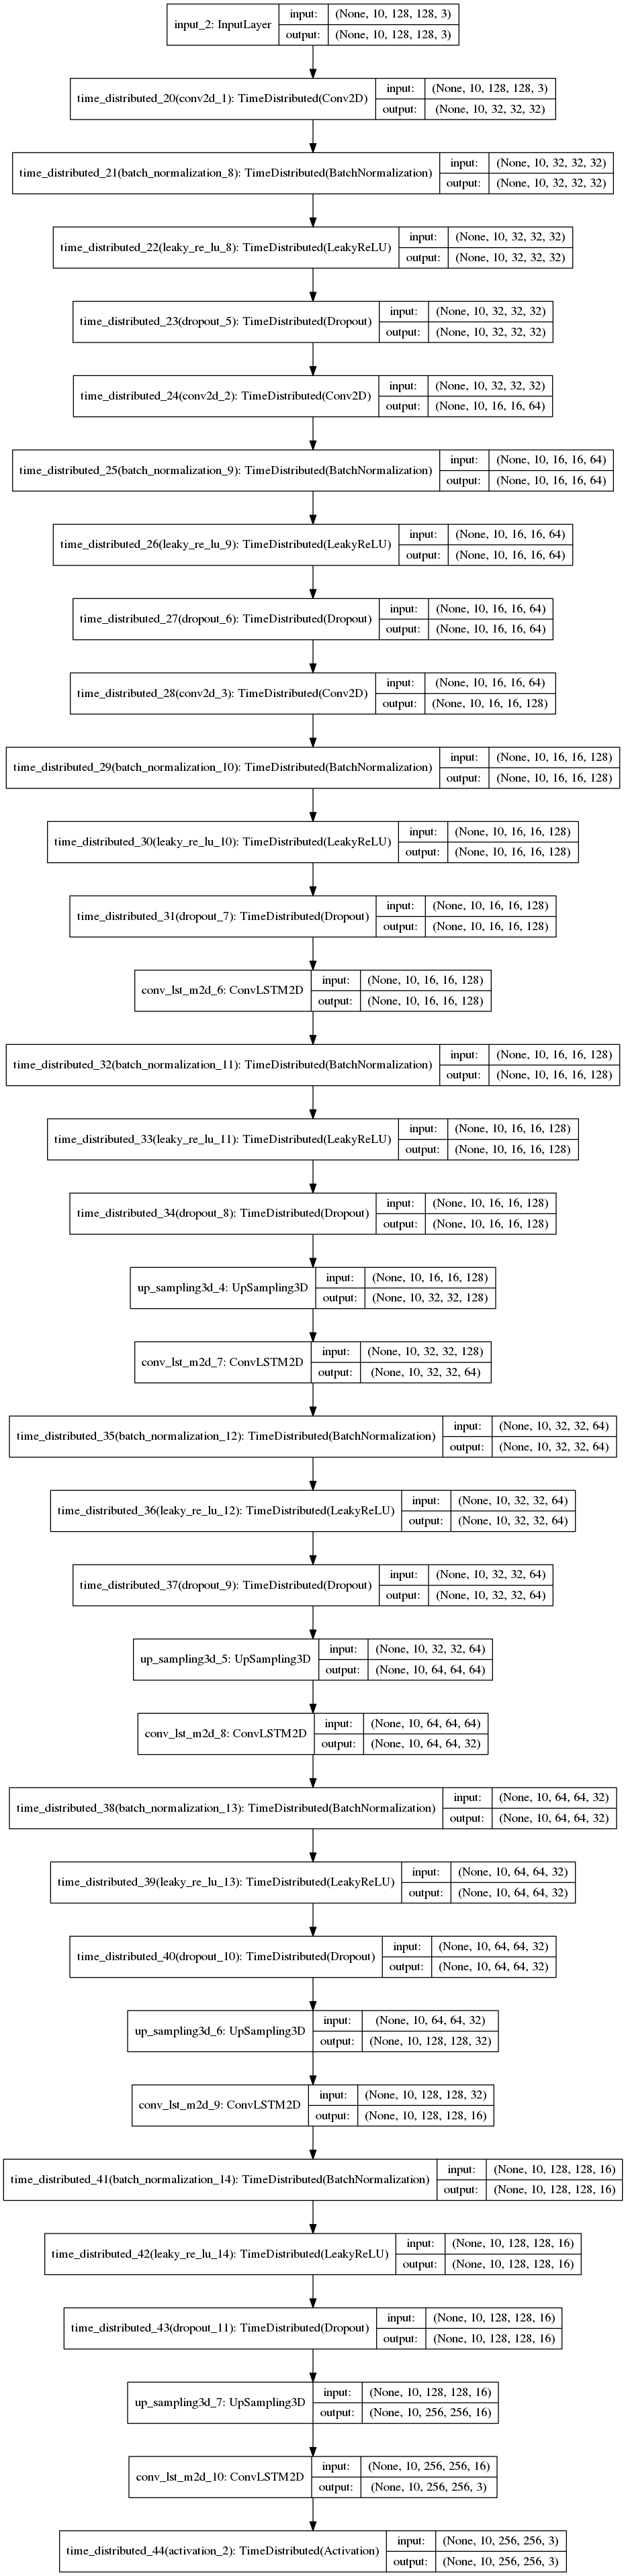 input_2: InputLayer
input: (None, 10, 128, 128, 3)
output: (None, 10, 128, 128, 3)
time_distributed_20(conv2d_1): TimeDistributed(Conv2D)
input: (None, 10, 128, 128, 3)
output: (None, 10, 32, 32, 32)
time_distributed_21(batch_normalization_8): TimeDistributed(BatchNormalization)
input: (None, 10, 32, 32, 32)
output: (None, 10, 32, 32, 32)
time_distributed_22(leaky_re_lu_8): TimeDistributed(LeakyReLU)
input: (None, 10, 32, 32, 32)
output: (None, 10, 32, 32, 32)
time_distributed_23(dropout_5): TimeDistributed(Dropout)
input: (None, 10, 32, 32, 32)
output: (None, 10, 32, 32, 32)
time_distributed_24(conv2d_2): TimeDistributed(Conv2D)
input: (None, 10, 32, 32, 32)
output: (None, 10, 16, 16, 64)
time_distributed_25(batch_normalization_9): TimeDistributed(BatchNormalization)
input: (None, 10, 16, 16, 64)
output: (None, 10, 16, 16, 64)
time_distributed_26(leaky_re_lu_9): TimeDistributed(LeakyReLU)
input: (None, 10, 16, 16, 64)
output: (None, 10, 16, 16, 64)
time_distributed_27(dropout_6): TimeDistributed(Dropout)
input: (None, 10, 16, 16, 64)
output: (None, 10, 16, 16, 64)
time_distributed_28(conv2d_3): TimeDistributed(Conv2D)
input: (None, 10, 16, 16, 64)
output: (None, 10, 16, 16, 128)
time_distributed_29(batch_normalization_10): TimeDistributed(BatchNormalization)
input: (None, 10, 16, 16, 128)
output: (None, 10, 16, 16, 128)
time_distributed_30(leaky_re_lu_10): TimeDistributed(LeakyReLU)
input: (None, 10, 16, 16, 128)
output: (None, 10, 16, 16, 128)
time_distributed_31(dropout_7): TimeDistributed(Dropout)
input: (None, 10, 16, 16, 128)
output: (None, 10, 16, 16, 128)
conv_lst_m2d_6: ConvLSTM2D
input: (None, 10, 16, 16, 128)
output: (None, 10, 16, 16, 128)
time_distributed_32(batch_normalization_11): TimeDistributed(BatchNormalization)
input: (None, 10, 16, 16, 128)
output: (None, 10, 16, 16, 128)
time_distributed_33(leaky_re_lu_11): TimeDistributed(LeakyReLU)
input: (None, 10, 16, 16, 128)
output: (None, 10, 16, 16, 128)
time_distributed_34(dropout_8): TimeDistributed(Dropout)
input: (None, 10, 16, 16, 128)
output: (None, 10, 16, 16, 128)
up_sampling3d_4: UpSampling3D
input: (None, 10, 16, 16, 128)
output: (None, 10, 32, 32, 128)
conv_lst_m2d_7: ConvLSTM2D
input: (None, 10, 32, 32, 128)
output: (None, 10, 32, 32, 64)
time_distributed_35(batch_normalization_12): TimeDistributed(BatchNormalization)
input: (None, 10, 32, 32, 64)
output: (None, 10, 32, 32, 64)
time_distributed_36(leaky_re_lu_12): TimeDistributed(LeakyReLU)
input: (None, 10, 32, 32, 64)
output: (None, 10, 32, 32, 64)
time_distributed_37(dropout_9): TimeDistributed(Dropout)
input: (None, 10, 32, 32, 64)
output: (None, 10, 32, 32, 64)
up_sampling3d_5: UpSampling3D
input: (None, 10, 32, 32, 64)
output: (None, 10, 64, 64, 64)
conv_lst_m2d_8: ConvLSTM2D
input: (None, 10, 64, 64, 64)
output: (None, 10, 64, 64, 32)
time_distributed_38(batch_normalization_13): TimeDistributed(BatchNormalization)
input: (None, 10, 64, 64, 32)
output: (None, 10, 64, 64, 32)
time_distributed_39(leaky_re_lu_13): TimeDistributed(LeakyReLU)
input: (None, 10, 64, 64, 32)
output: (None, 10, 64, 64, 32)
time_distributed_40(dropout_10): TimeDistributed(Dropout)
input: (None, 10, 64, 64, 32)
output: (None, 10, 64, 64, 32)
up_sampling3d_6: UpSampling3D
input: (None, 10, 64, 64, 32)
output: (None, 10, 128, 128, 32)
conv_lst_m2d_9: ConvLSTM2D
input: (None, 10, 128, 128, 32)
output: (None, 10, 128, 128, 16)
time_distributed_41(batch_normalization_14): TimeDistributed(BatchNormalization)
input: (None, 10, 128, 128, 16)
output: (None, 10, 128, 128, 16)
time_distributed_42(leaky_re_lu_14): TimeDistributed(LeakyReLU)
input: (None, 10, 128, 128, 16)
output: (None, 10, 128, 128, 16)
time_distributed_43(dropout_11): TimeDistributed(Dropout)
input: (None, 10, 128, 128, 16)
output: (None, 10, 128, 128, 16)
up_sampling3d_7: UpSampling3D
input: (None, 10, 128, 128, 16)
output: (None, 10, 256, 256, 16)
conv_lst_m2d_10: ConvLSTM2D
input: (None, 10, 256, 256, 16)
output: (None, 10, 256, 256, 3)
time_distributed_44(activation_2): TimeDistributed(Activation)
input: (None, 10, 256, 256, 3)
output: (None, 10, 256, 256, 3)